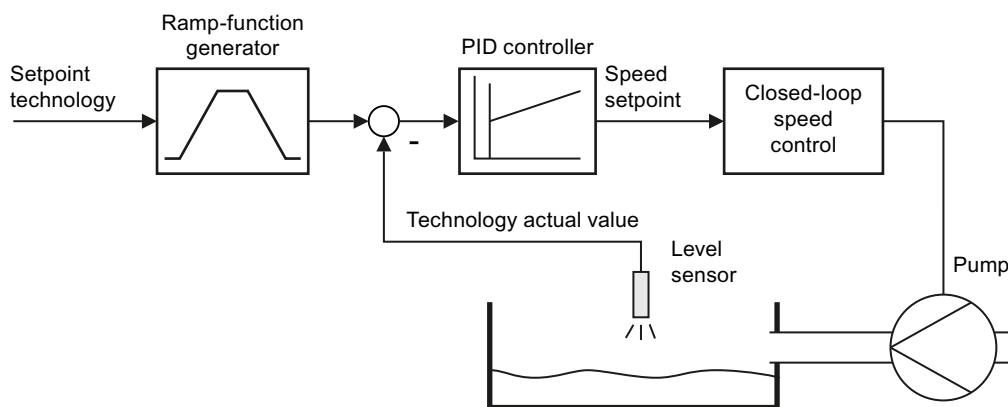 Ramp-function
generator
PID controller
Setpoint
technology
Speed
setpoint
Closed-loop
speed
control
-
Technology actual value
Level
sensor
Pump